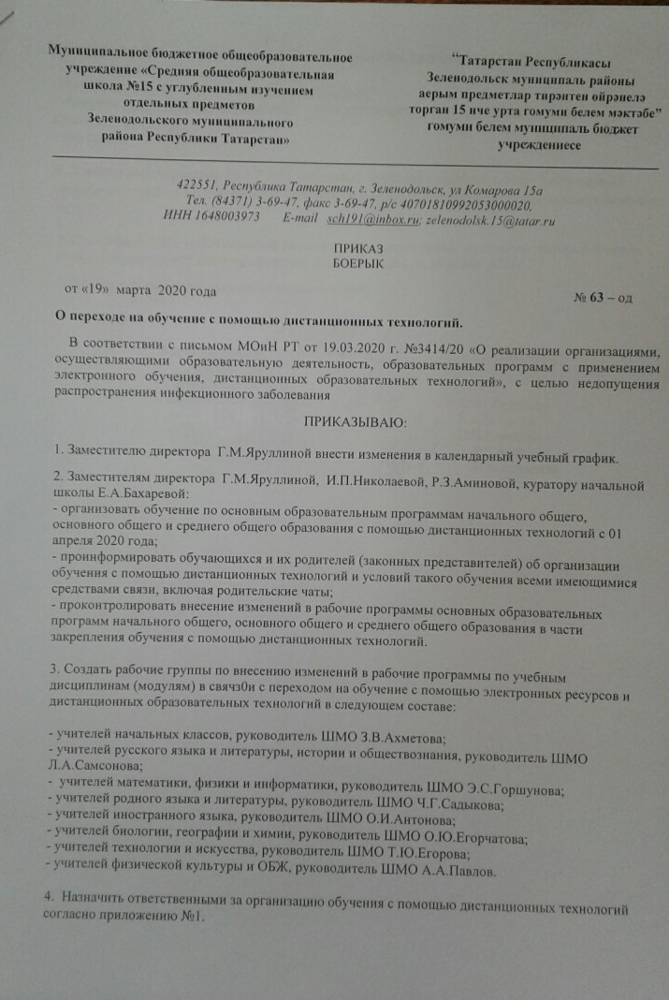 Муниципальное бюджетное общеобразовательное
учреждение «Средняя общеобразовательная
школа №15 с углубленным изучением
отдельных предметов
Зеленодольского муниципального
района Республики Татарстан»
“Татарстан Республикасы
Зеленодольск муниципаль районы
аерым предметлар тирәнтен өйрәнелә
торган 15 нче урта гомуми белем мәктәбе”
гомуми белем муниципаль бюджет
учреждениесе
422551, Республика Татарстан, г. Зеленодольск, ул Комарова 15а
Тел. (84371) 3-69-47, факс 3-69-47, р/с 40701810992053000020,
ИНН 1648003973 E-mail sch191@inbox.ru; zelenodolsk.15@tatar.ru
ПРИКАЗ
БОЕРЫК
от «19» марта 2020 года
№ 63 – од
О переходе на обучение с помощью дистанционных технологий.
В соответствии с письмом МОиН РТ от 19.03.2020 г. №3414/20 «О реализации организациями,
осуществляющими образовательную деятельность, образовательных программ с применением
электронного обучения, дистанционных образовательных технологий», с целью недопущения
распространения инфекционного заболевания
ПРИКАЗЫВАЮ:
1. Заместителю директора Г.М.Яруллиной внести изменения в календарный учебный график.
2. Заместителям директора Г.М.Яруллиной, И.П.Николаевой, Р.З.Аминовой, куратору начальной
школы Е.А.Бахаревой:
- организовать обучение по основным образовательным программам начального общего,
основного общего и среднего общего образования с помощью дистанционных технологий с 01
апреля 2020 года;
- проинформировать обучающихся и их родителей (законных представителей) об организации
обучения с помощью дистанционных технологий и условий такого обучения всеми имеющимися
средствами связи, включая родительские чаты;
- проконтролировать внесение изменений в рабочие программы основных образовательных
программ начального общего, основного общего и среднего общего образования в части
закрепления обучения с помощью дистанционных технологий.
3. Создать рабочие группы по внесению изменений в рабочие программы по учебным
дисциплинам (модулям) в свячз0и с переходом на обучение с помощью электронных ресурсов и
дистанционных образовательных технологий в следующем составе:
- учителей начальных классов, руководитель ШМО З.В.Ахметова;
- учителей русского языка и литературы, истории и обществознания, руководитель ШМО
Л.А.Самсонова;
- учителей математики, физики и информатики, руководитель ШМО Э.С.Горшунова;
- учителей родного языка и литературы, руководитель ШМО Ч.Г.Садыкова;
- учителей иностранного языка, руководитель ШМО О.И.Антонова;
- учителей биологии, географии и химии, руководитель ШМО О.Ю.Егорчатова;
- учителей технологии и искусства, руководитель ШМО Т.Ю.Егорова;
- учителей физической культуры и ОБЖ, руководитель ШМО А.А.Павлов.
4. Назначить ответственными за организацию обучения с помощью дистанционных технологий
согласно приложению №1.